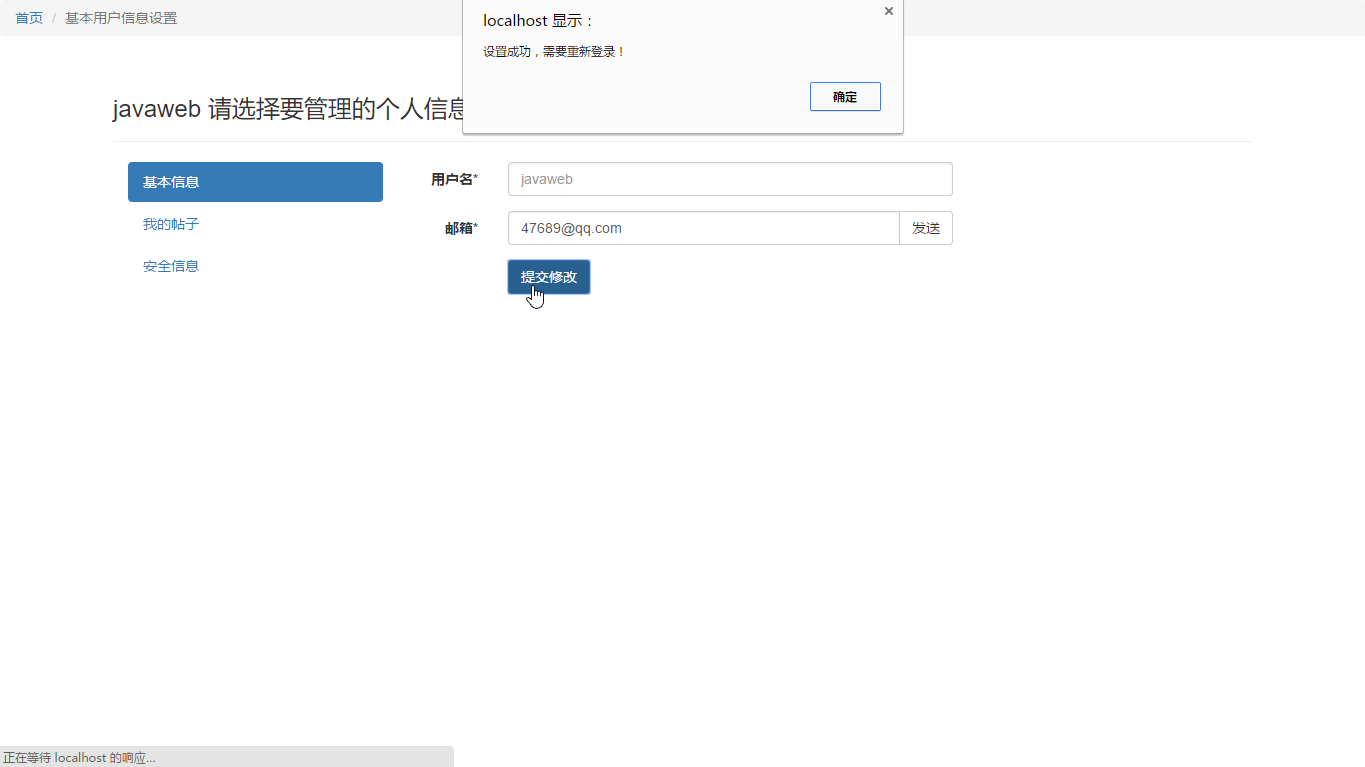 首页 / 基本用户信息设置
localhost 显示：
×
设置成功，需要重新登录！
确定
javaweb 请选择要管理的个人信息
基本信息
用户名*
javaweb
我的帖子
邮箱*
47689@qq.com
发送
安全信息
提交修改
正在等待 localhost 的响应...